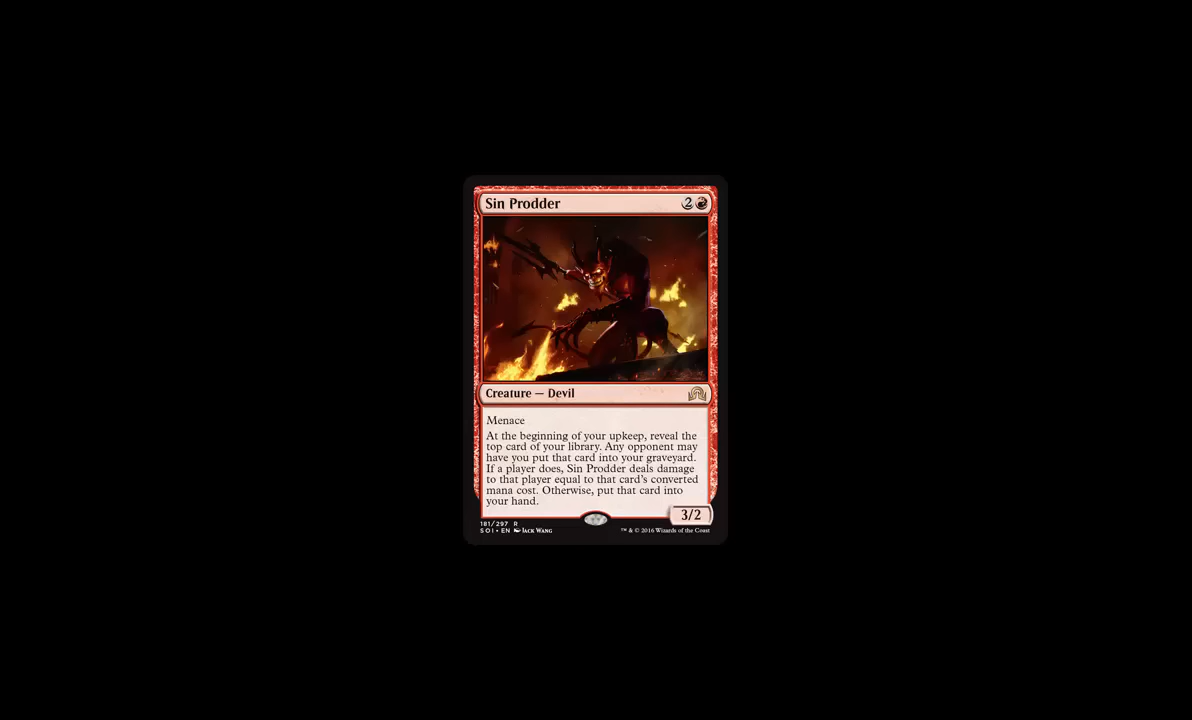 Sin Prodder 2
Creature — Devil
Menace
At the beginning of your upkeep, reveal the
top card of your library. Any opponent may
have you put that card into your graveyard.
If a player does, Sin Prodder deals damage
to that player equal to that card's converted
mana cost. Otherwise, put that card into
your hand.
3/2
181/297 R
SOI • EN Jack Wang ™ & © 2016 Wizards of the Coast